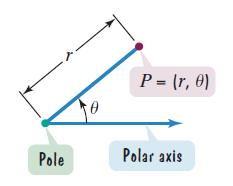 r
P = (r, θ)
θ
Pole
Polar axis